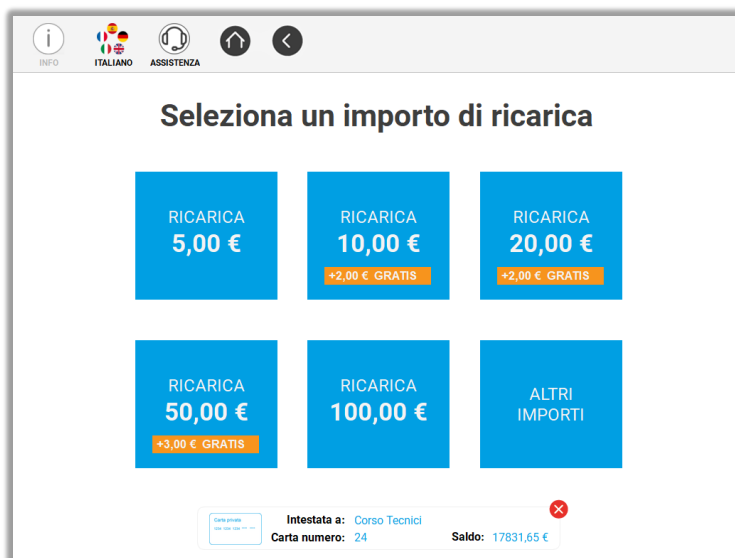 INFO
ITALIANO
ASSISTENZA
Seleziona un importo di ricarica
RICARICA
5,00 €
RICARICA
10,00 €
+2,00 € GRATIS
RICARICA
20,00 €
+2,00 € GRATIS
RICARICA
50,00 €
+3,00 € GRATIS
RICARICA
100,00 €
ALTRI
IMPORTI
Carta privata
Intestata a: Corso Tecnici
Carta numero: 24
Saldo: 17831,65 €